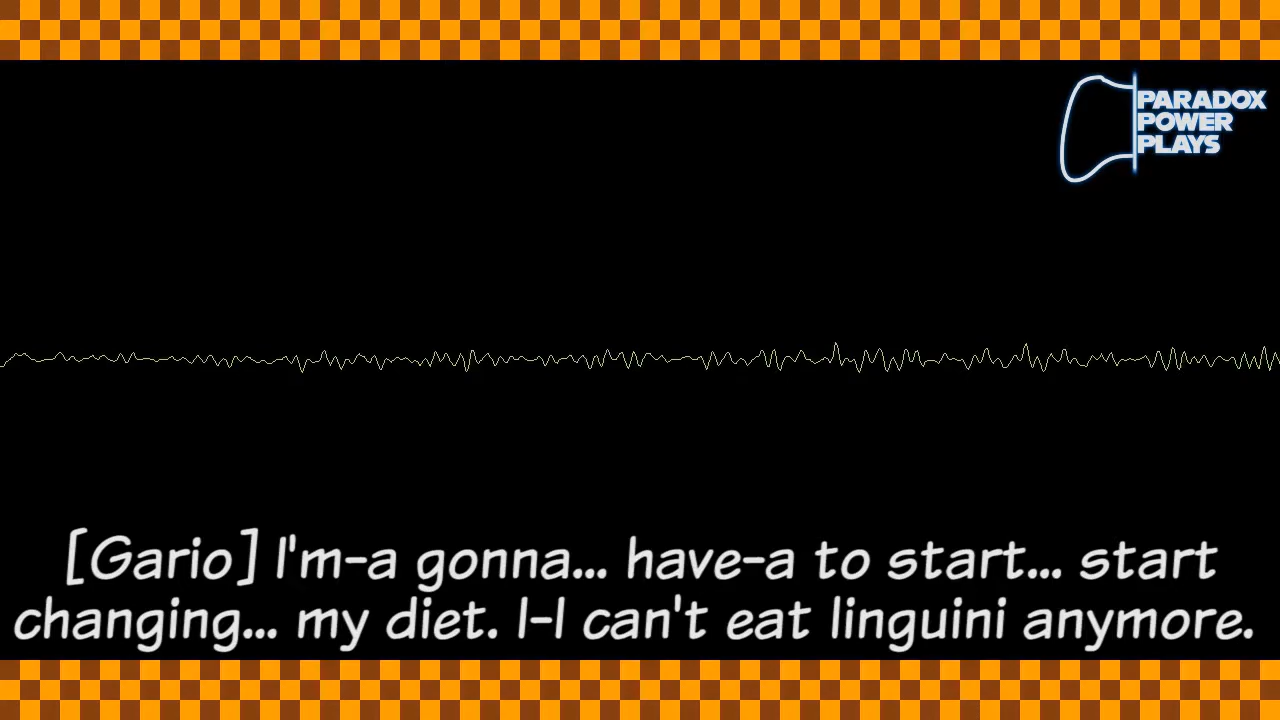 PARADOX
POWER
PLAYS
[Gario] I'm-a gonna... have-a to start... start
changing... my diet. I-I can't eat linguini anymore.